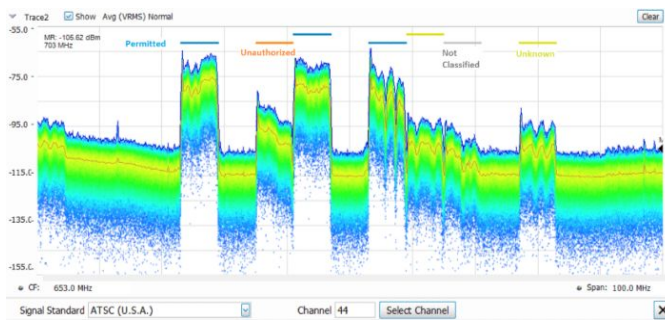 Trace2 Show Avg (VRMS) Normal Clear
-55.0
MR: -105.62 dBm
703 MHz
Permitted
Unauthorized
Not
Classified
Unknown
-75.0
-95.0
-115.0
-135.0
-155.0
CF: 653.0 MHz Span: 100.0 MHz
Signal Standard ATSC (U.S.A.) Channel 44 Select Channel X